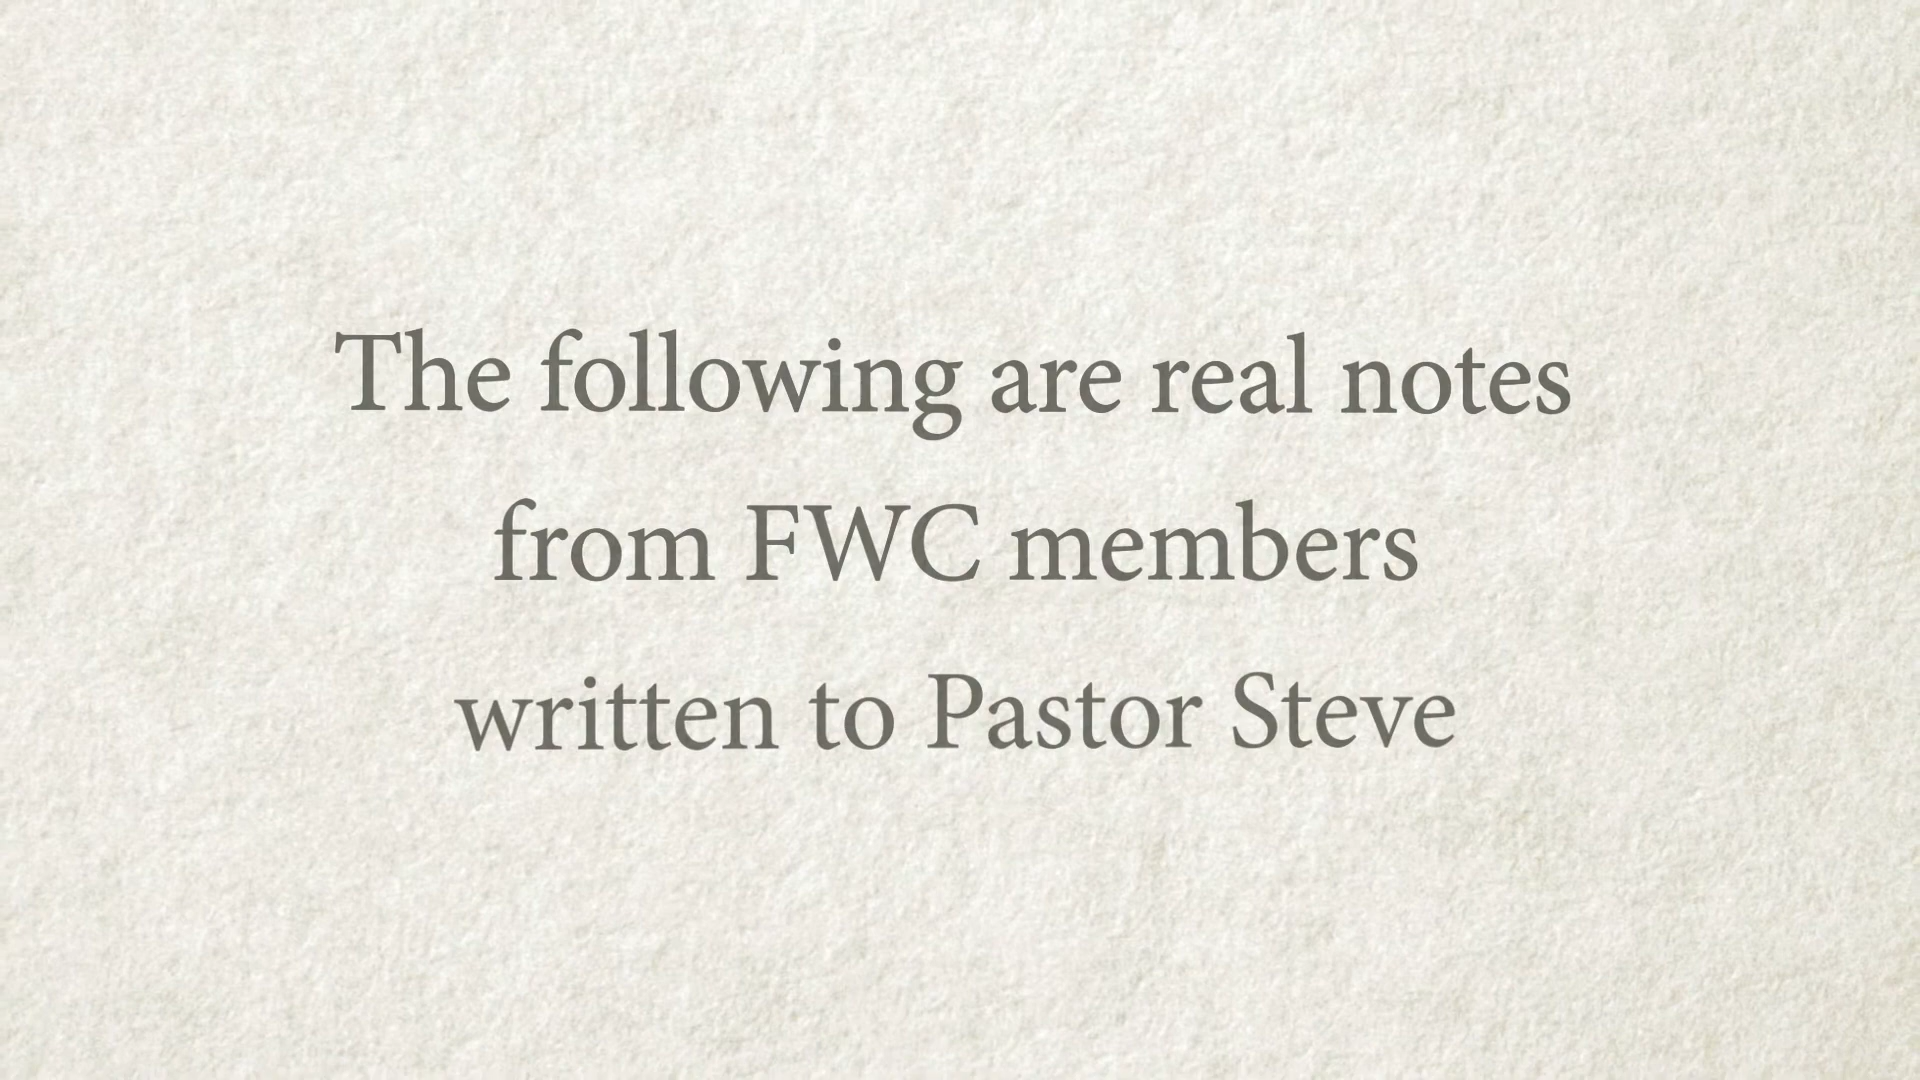 The following are real notes
from FWC members
written to Pastor Steve